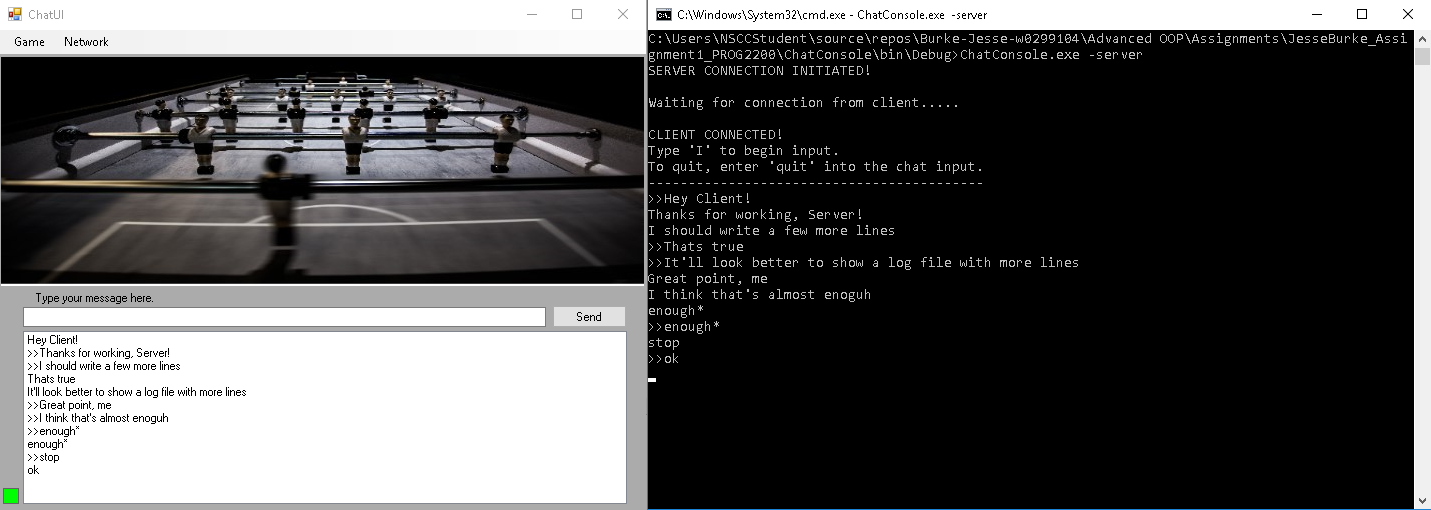 ChatUI
Game Network
Type your message here.
Send
Hey Client!
>>Thanks for working, Server!
>>I should write a few more lines
Thats true
It'll look better to show a log file with more lines
>>Great point, me
>>I think that's almost enoguh
>>enough*
enough*
>>stop
ok
C:\Windows\System32\cmd.exe - ChatConsole.exe -server
C:\Users\NSCCStudent\source\repos\Burke-Jesse-w0299104\Advanced OOP\Assignments\JesseBurke_Assi
gnment1_PROG2200\ChatConsole\bin\Debug>ChatConsole.exe -server
SERVER CONNECTION INITIATED!
Waiting for connection from client.....
CLIENT CONNECTED!
Type 'I' to begin input.
To quit, enter 'quit' into the chat input.
------------------------------------------
>>Hey Client!
Thanks for working, Server!
I should write a few more lines
>>Thats true
>>It'll look better to show a log file with more lines
Great point, me
I think that's almost enoguh
enough*
>>enough*
stop
>>ok